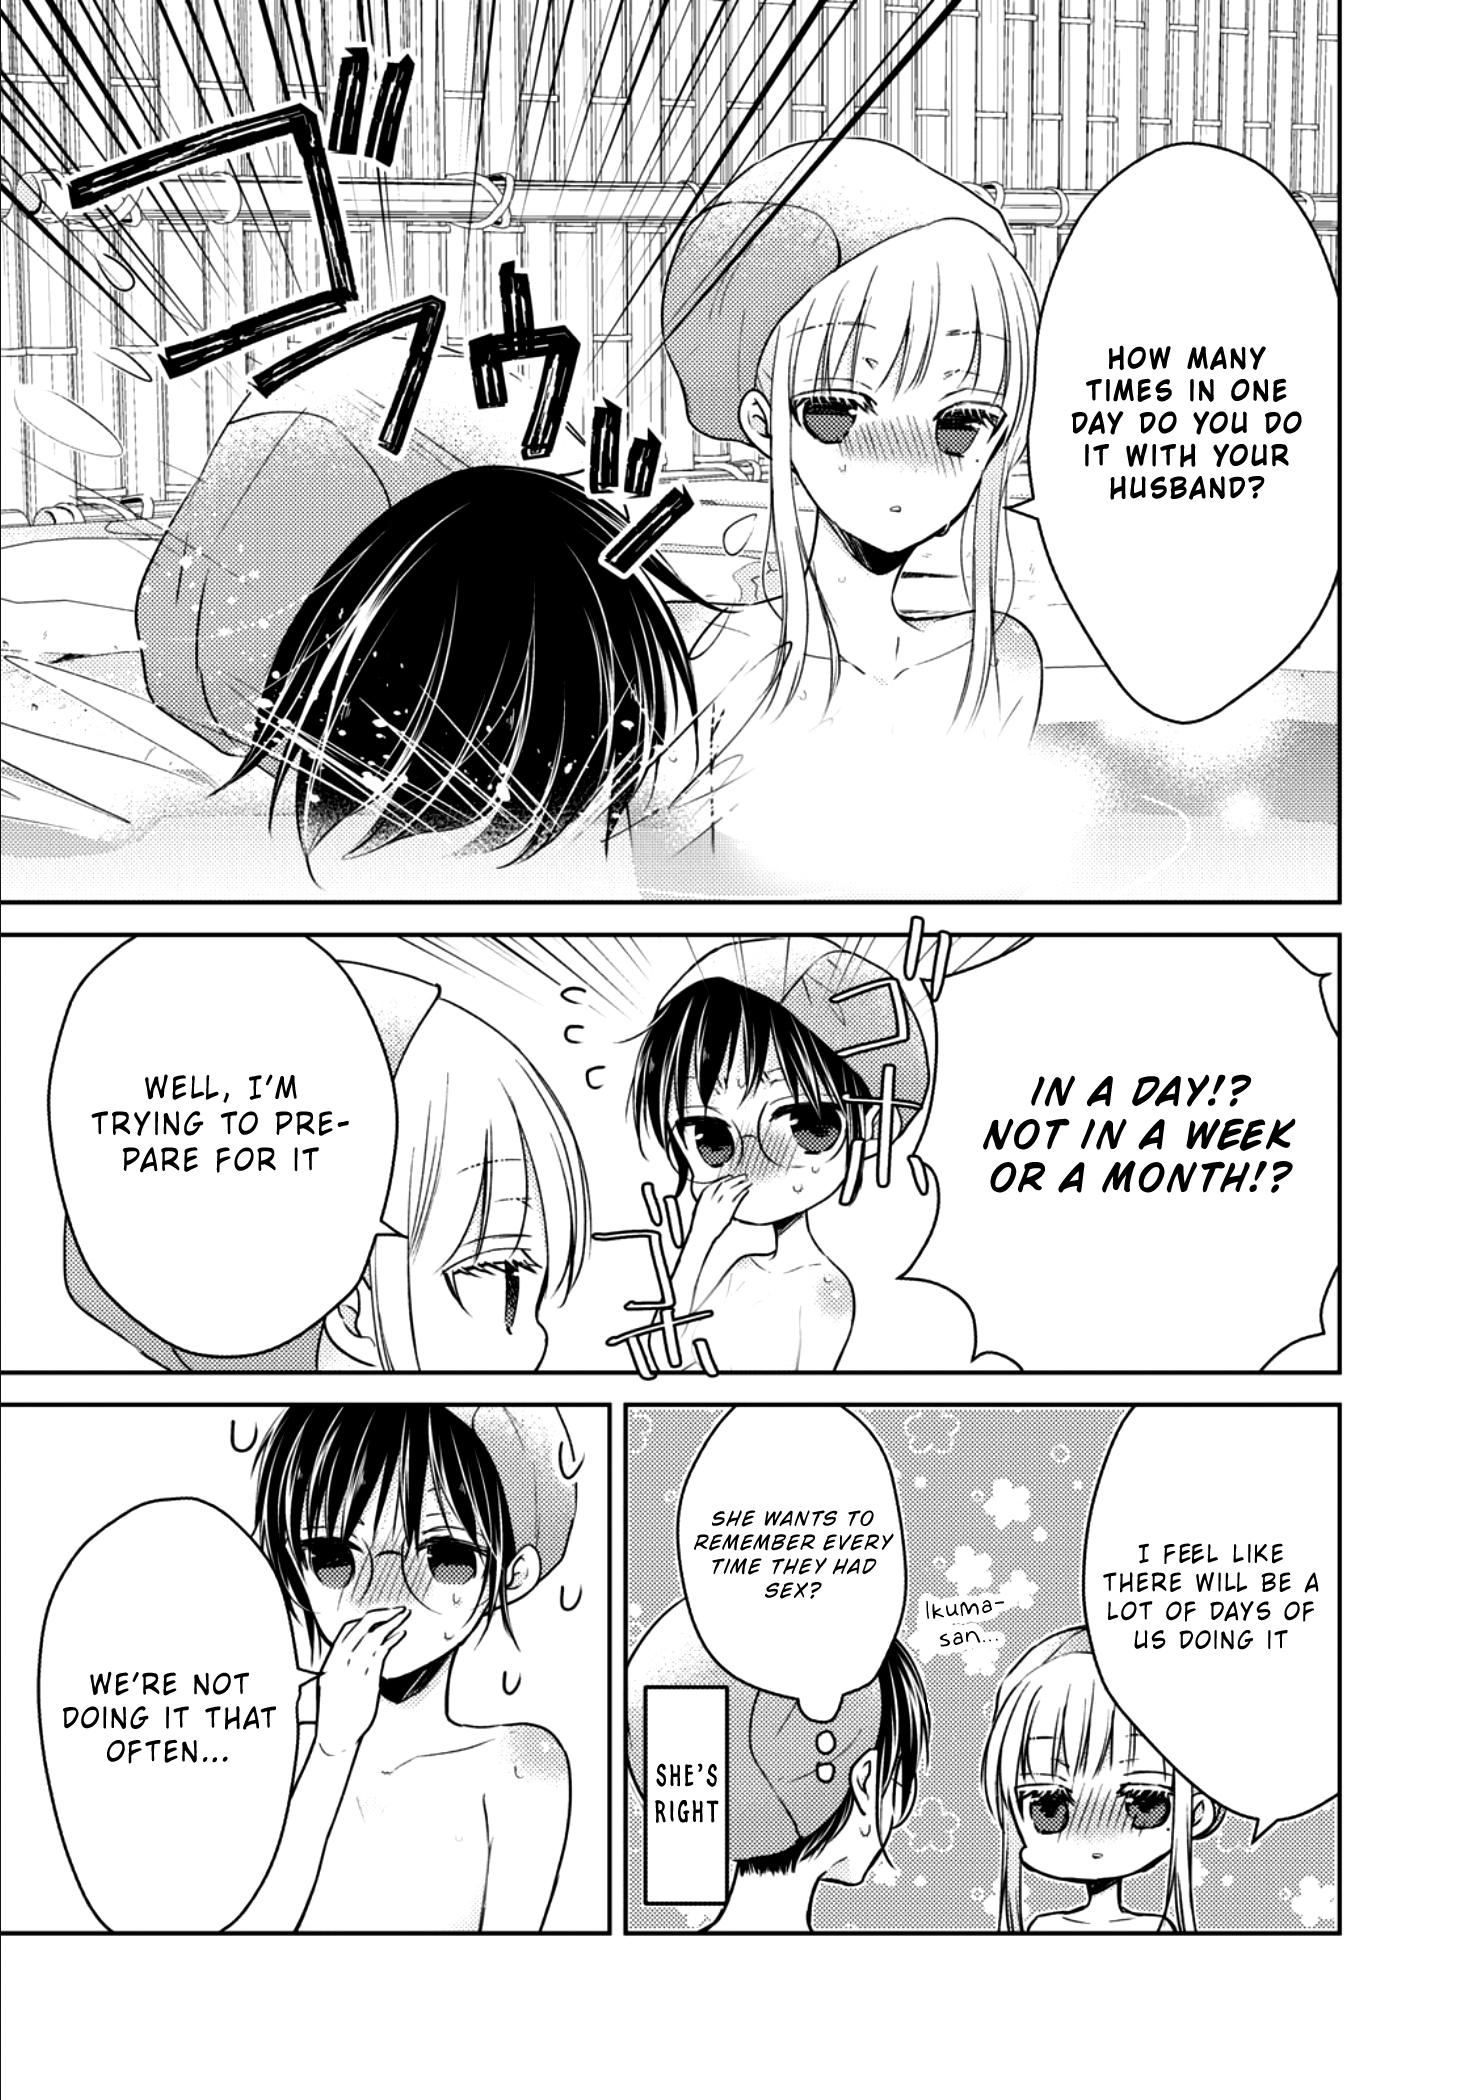 HOW MANY
TIMES IN ONE
DAY DO YOU DO
IT WITH YOUR
HUSBAND?
IN A DAY!?
NOT IN A WEEK
OR A MONTH!?
WELL, I'M
TRYING TO PRE-
PARE FOR IT
I FEEL LIKE
THERE WILL BE A
LOT OF DAYS OF
US DOING IT
Ikuma-
san...
SHE WANTS TO
REMEMBER EVERY
TIME THEY HAD
SEX?
SHE'S
RIGHT
WE'RE NOT
DOING IT THAT
OFTEN...